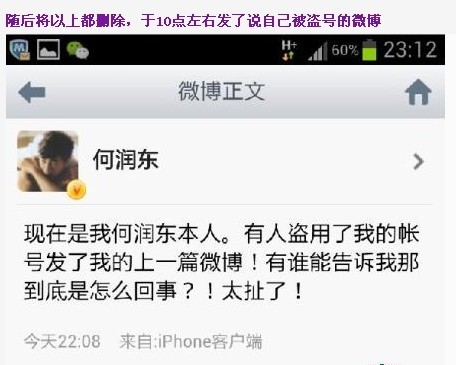 随后将以上都删除，于10点左右发了说自己被盗号的微博
H+ 60% 23:12
微博正文
何润东
现在是我何润东本人。有人盗用了我的帐
号发了我的上一篇微博！有谁能告诉我那
到底是怎么回事？！太扯了！
今天22:08 来自:iPhone客户端